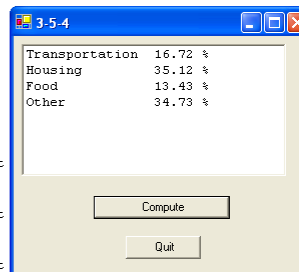 3-5-4
Transportation 16.72 %
Housing 35.12 %
Food 13.43 %
Other 34.73 %
Compute
Quit